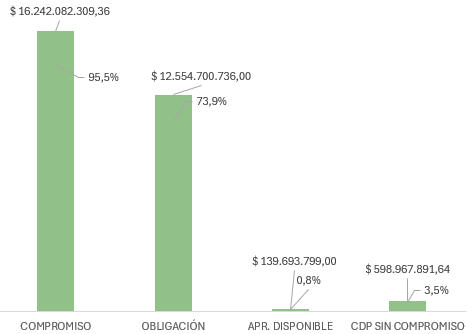 $ 16.242.082.309,36
95,5%
$ 12.554.700.736,00
73,9%
$ 139.693.799,00
0,8%
$ 598.967.891,64
3,5%
COMPROMISO
OBLIGACIÓN
APR. DISPONIBLE
CDP SIN COMPROMISO